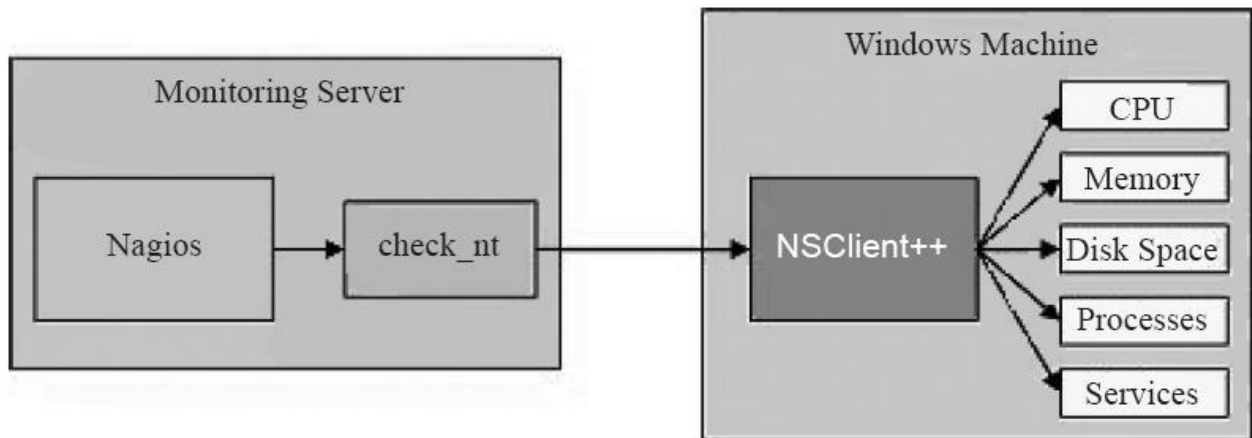 Monitoring Server
Nagios
check_nt
Windows Machine
NSClient++
CPU
Memory
Disk Space
Processes
Services